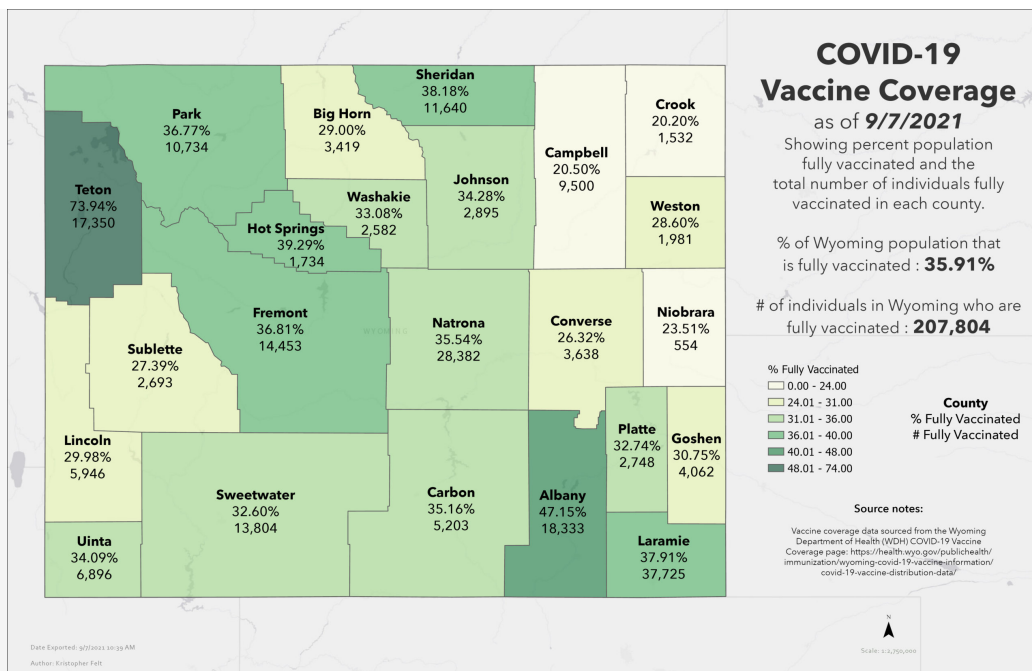 COVID-19
Vaccine Coverage
as of 9/7/2021
Showing percent population
fully vaccinated and the
total number of individuals fully
vaccinated in each county.
% of Wyoming population that
is fully vaccinated : 35.91%
# of individuals in Wyoming who are
fully vaccinated : 207,804
% Fully Vaccinated
0.00 - 24.00
24.01 - 31.00
31.01 - 36.00
36.01 - 40.00
40.01 - 48.00
48.01 - 74.00
County
% Fully Vaccinated
# Fully Vaccinated
Source notes:
Vaccine coverage data sourced from the Wyoming
Department of Health (WDH) COVID-19 Vaccine
Coverage page: https://health.wyo.gov/publichealth/
immunization/wyoming-covid-19-vaccine-information/
covid-19-vaccine-distribution-data/
N
Scale: 1:2,750,000
Sheridan
38.18%
11,640
Park
36.77%
10,734
Big Horn
29.00%
3,419
Crook
20.20%
1,532
Campbell
20.50%
9,500
Teton
73.94%
17,350
Johnson
34.28%
2,895
Washakie
33.08%
2,582
Weston
28.60%
1,981
Hot Springs
39.29%
1,734
Fremont
36.81%
14,453
WYOMING
Natrona
35.54%
28,382
Converse
26.32%
3,638
Niobrara
23.51%
554
Sublette
27.39%
2,693
Lincoln
29.98%
5,946
Platte
32.74%
2,748
Goshen
30.75%
4,062
Sweetwater
32.60%
13,804
Carbon
35.16%
5,203
Albany
47.15%
18,333
Uinta
34.09%
6,896
Laramie
37.91%
37,725
Date Exported: 9/7/2021 10:39 AM
Author: Kristopher Felt